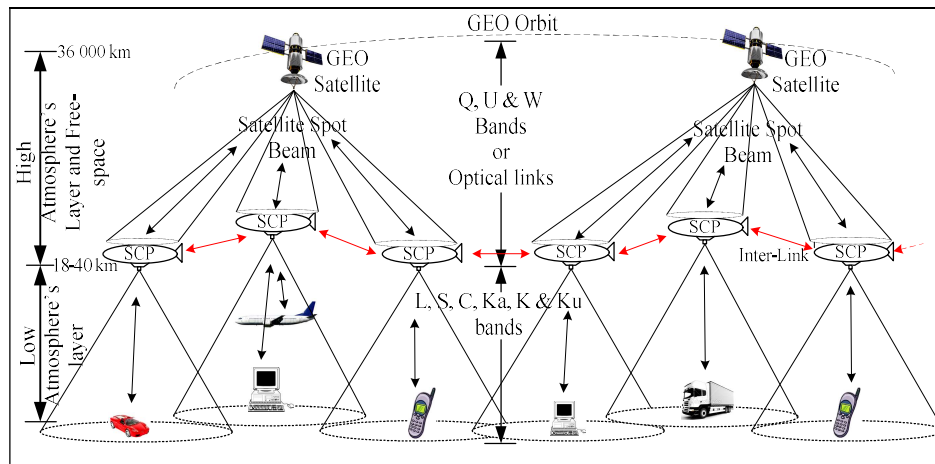 GEO Orbit
36 000 km
GEO
Satellite
GEO
Satellite
Q, U & W
Bands
or
Optical links
Satellite Spot
Beam
Satellite Spot
Beam
High
Atmosphere`s
Layer and Free-
space
SCP
SCP
SCP
SCP
SCP
SCP
Inter-Link
18-40 km
L, S, C, Ka, K & Ku
bands
Low
Atmosphere`s
layer